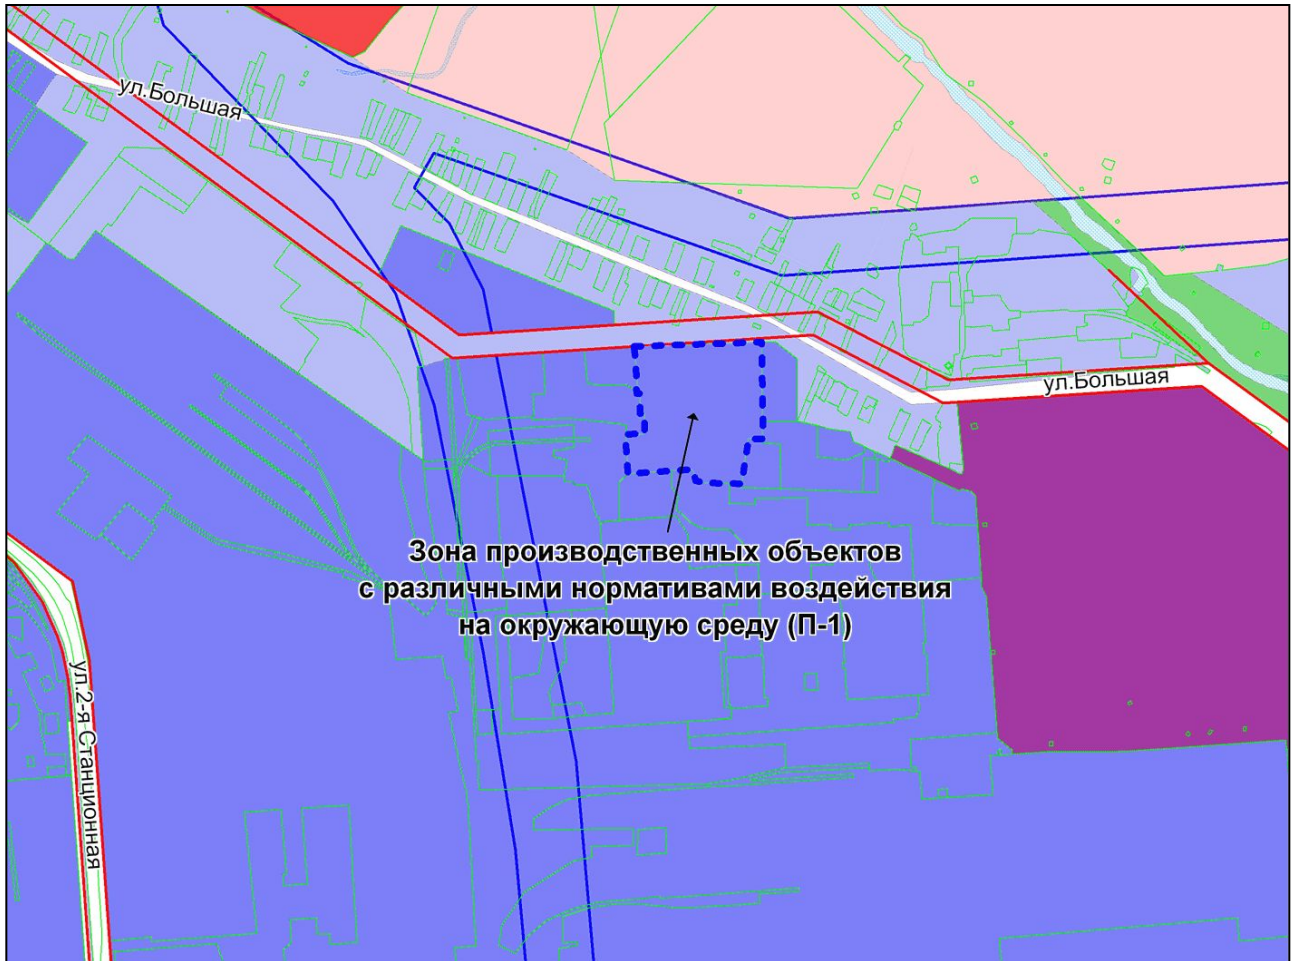 ул.Большая
ул.Большая
Зона производственных объектов
с различными нормативами воздействия
на окружающую среду (П-1)
ул.2-я Станционная